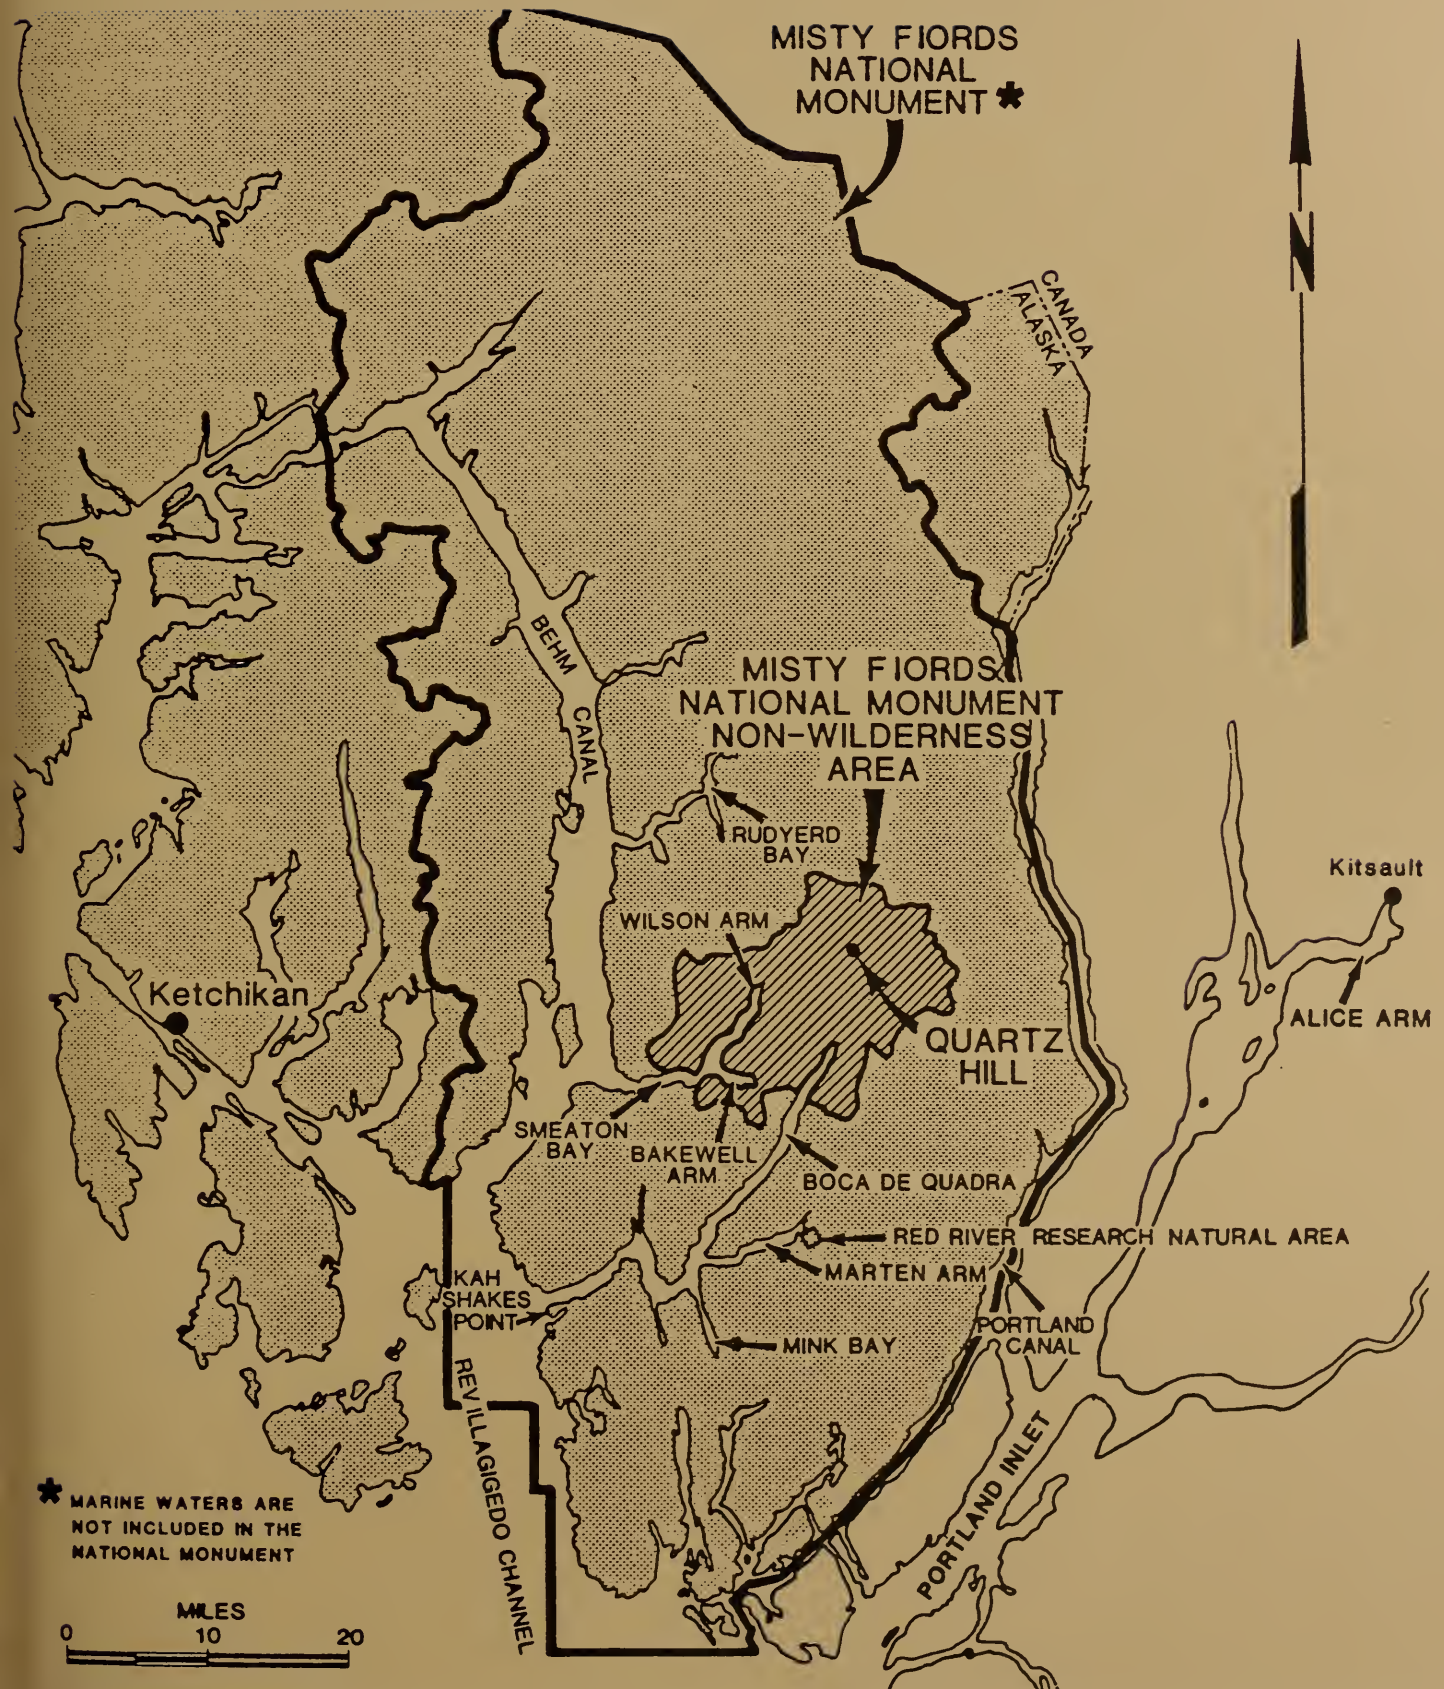 MISTY FIORDS
NATIONAL
MONUMENT *
N
CANADA
ALASKA
BEHM
CANAL
MISTY FIORDS
NATIONAL MONUMENT
NON-WILDERNESS
AREA
RUDYERD
BAY
Kitsault
WILSON ARM
Ketchikan
ALICE ARM
QUARTZ
HILL
SMEATON
BAY
BAKEWELL
ARM
BOCA DE QUADRA
RED RIVER RESEARCH NATURAL AREA
MARTEN ARM
KAH
SHAKES
POINT
PORTLAND
CANAL
MINK BAY
REVILLAGIGEDO CHANNEL
PORTLAND INLET
* MARINE WATERS ARE
NOT INCLUDED IN THE
NATIONAL MONUMENT
MILES
0 10 20